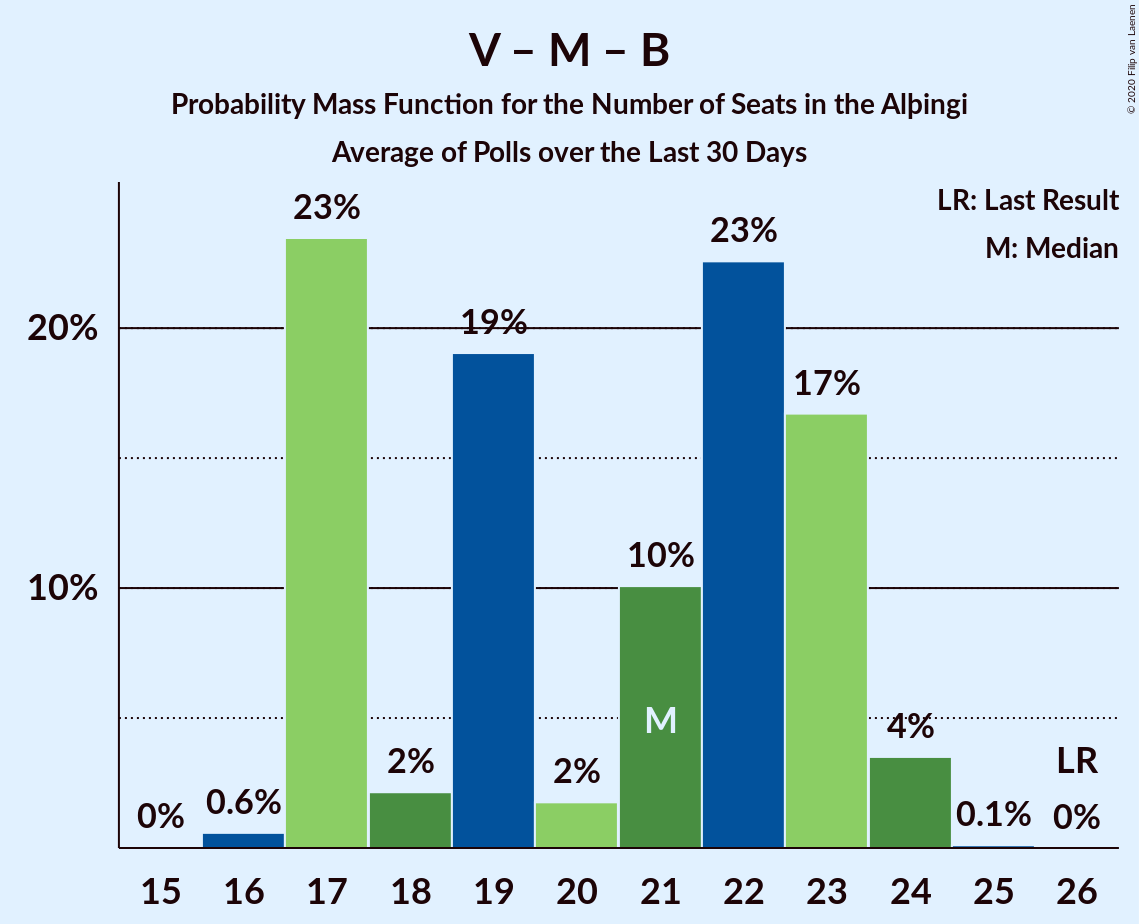 V – M – B
Probability Mass Function for the Number of Seats in the Alþingi
Average of Polls over the Last 30 Days
© 2020 Filip van Laenen
LR: Last Result
M: Median
20%
10%
0%
0.6%
23%
2%
19%
2%
10%
M
23%
17%
4%
0.1%
LR
0%
15 16 17 18 19 20 21 22 23 24 25 26